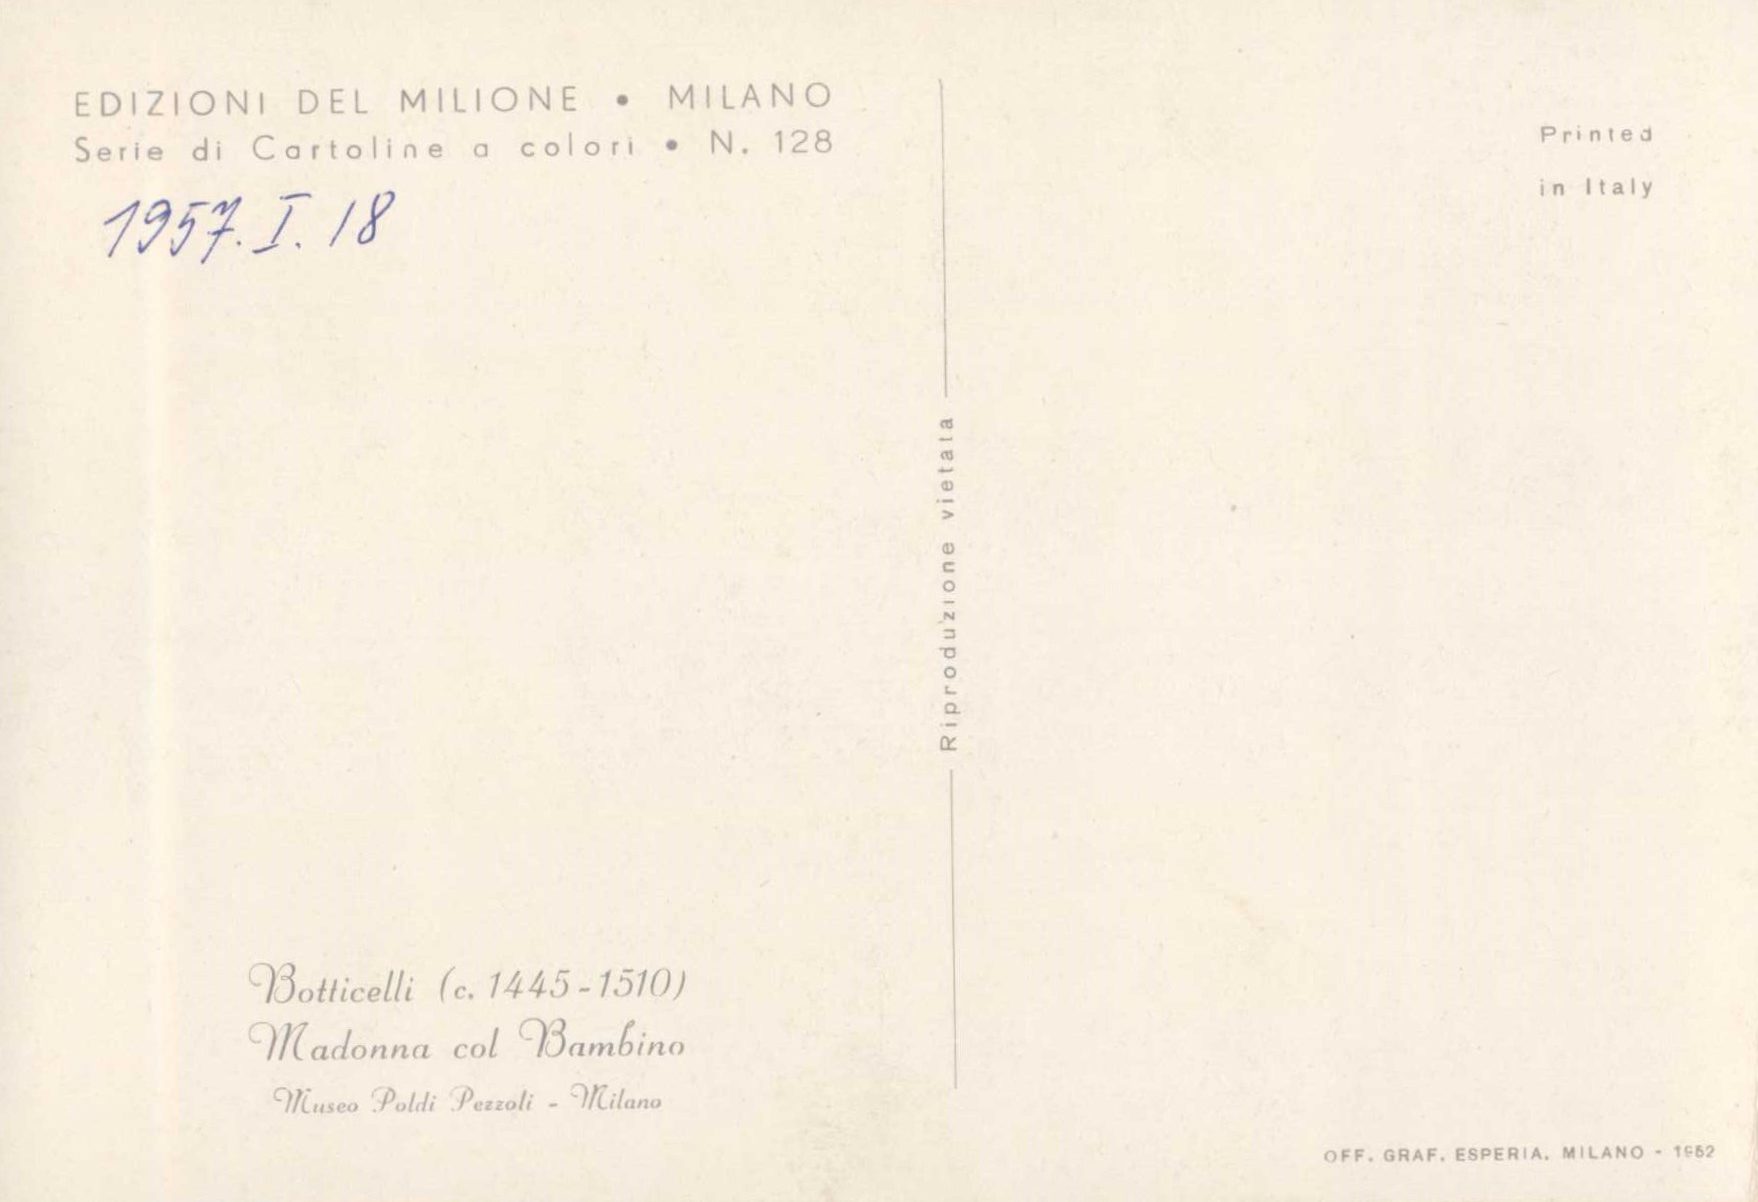 EDIZIONI DEL MILIONE • MILANO
Serie di Cartoline a colori • N. 128
1957. I. 18
Printed
in Italy
Riproduzione vietata
Botticelli (c. 1445-1510)
Madonna col Bambino
Museo Poldi Pezzoli - Milano
OFF. GRAF. ESPERIA. MILANO - 1952